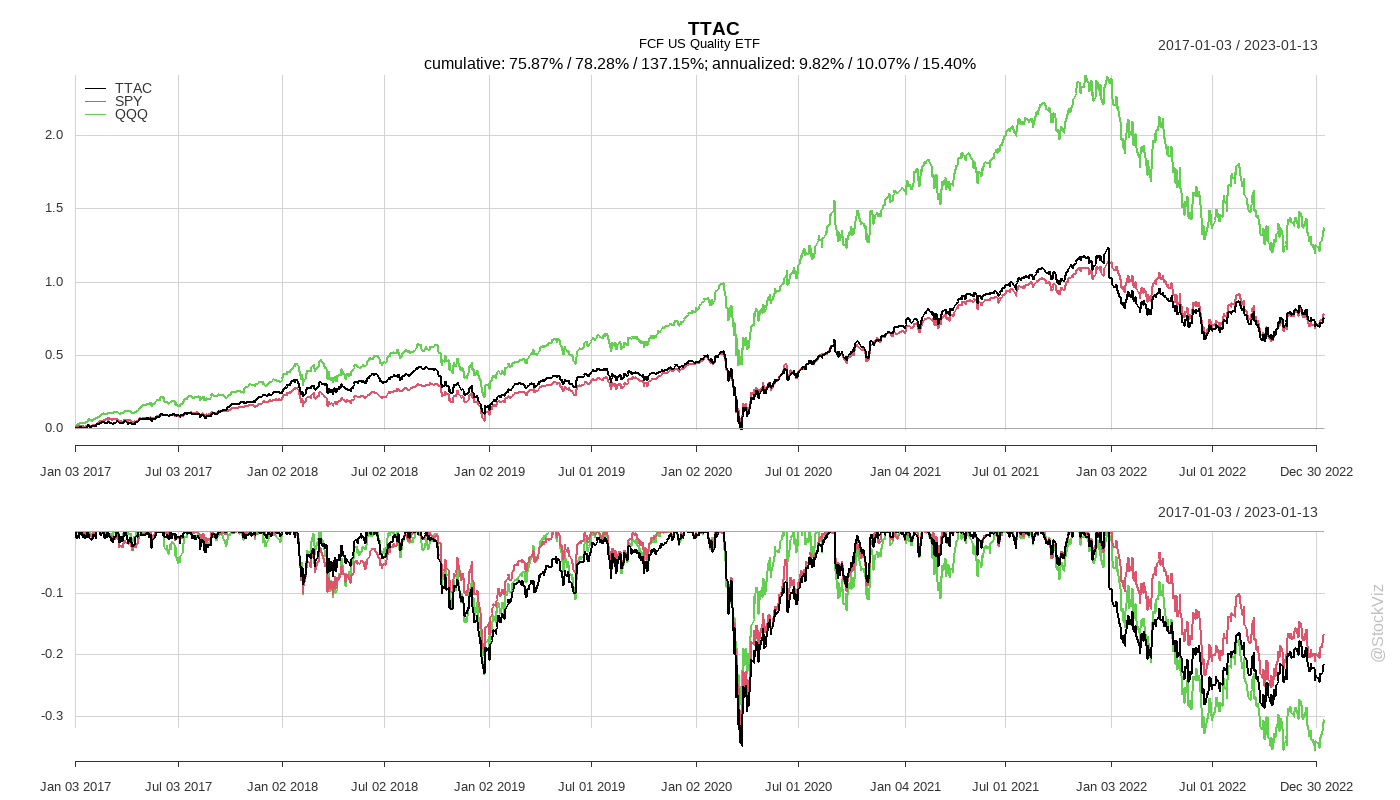 TTAC
FCF US Quality ETF
2017-01-03 / 2023-01-13
cumulative: 75.87% / 78.28% / 137.15%; annualized: 9.82% / 10.07% / 15.40%
TTAC
SPY
QQQ
2.0
1.5
1.0
0.5
0.0
Jan 03 2017 Jul 03 2017 Jan 02 2018 Jul 02 2018 Jan 02 2019 Jul 01 2019 Jan 02 2020 Jul 01 2020 Jan 04 2021 Jul 01 2021 Jan 03 2022 Jul 01 2022 Dec 30 2022
2017-01-03 / 2023-01-13
-0.1
-0.2
-0.3
Jan 03 2017 Jul 03 2017 Jan 02 2018 Jul 02 2018 Jan 02 2019 Jul 01 2019 Jan 02 2020 Jul 01 2020 Jan 04 2021 Jul 01 2021 Jan 03 2022 Jul 01 2022 Dec 30 2022
@StockViz